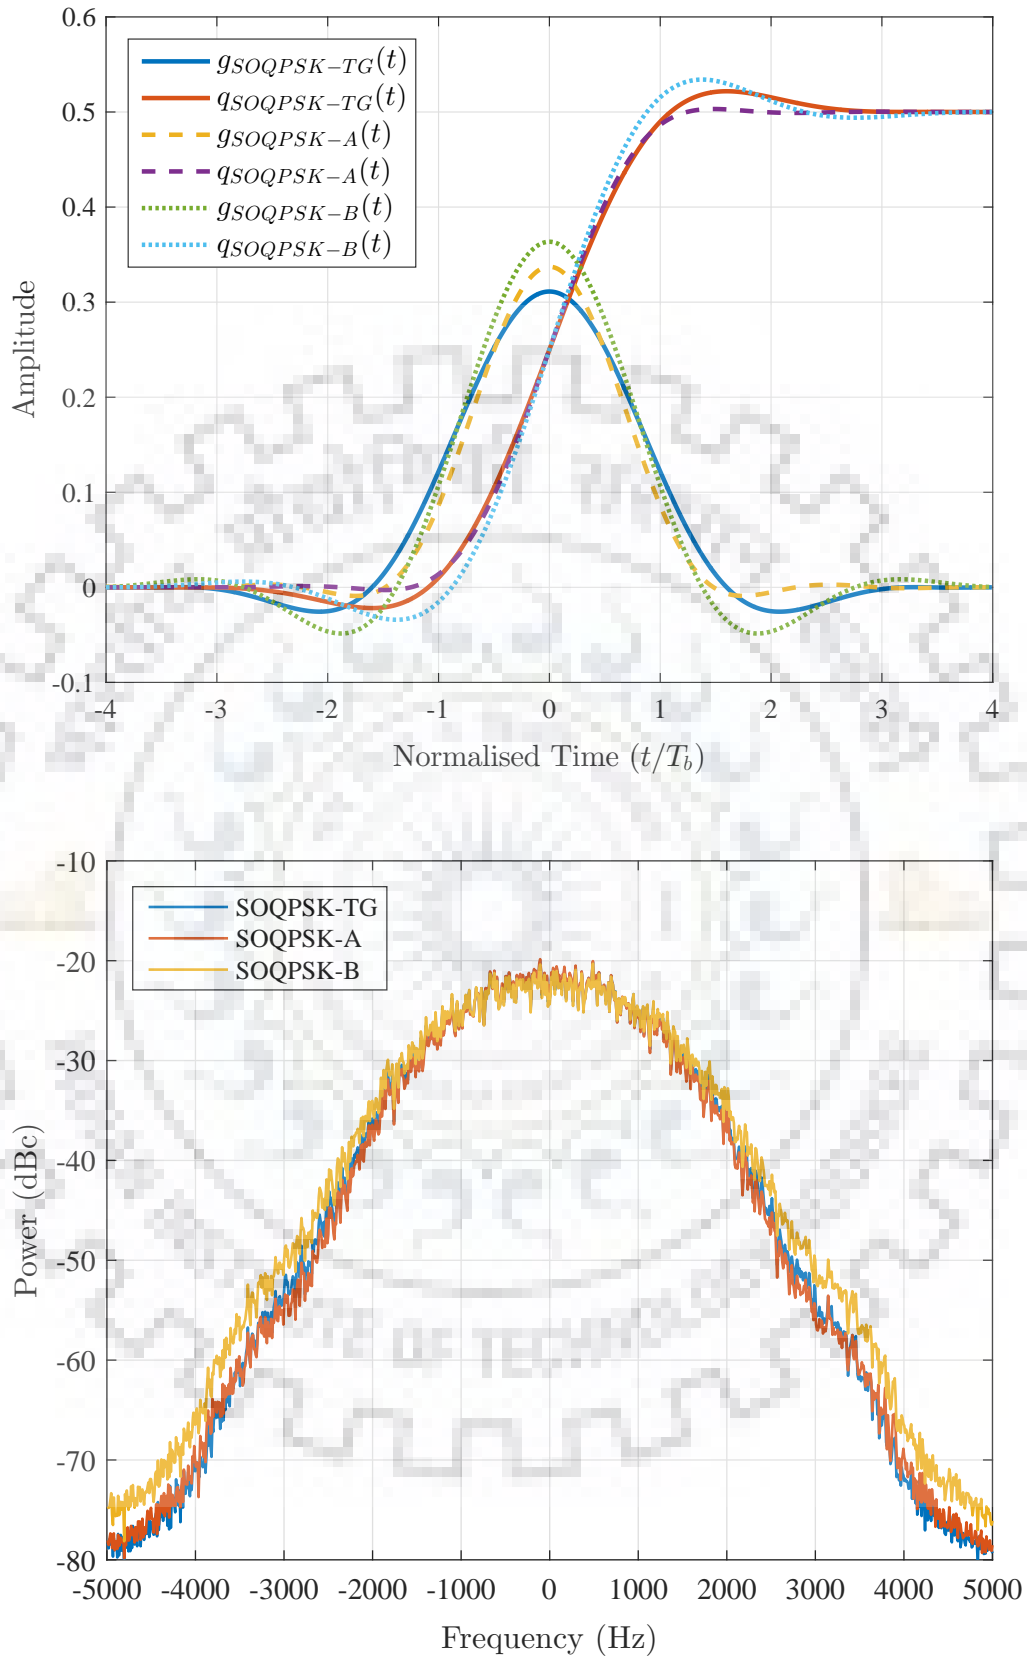 0.6
g_{SOQPSK-TG}(t)
q_{SOQPSK-TG}(t)
g_{SOQPSK-A}(t)
q_{SOQPSK-A}(t)
g_{SOQPSK-B}(t)
q_{SOQPSK-B}(t)
0.5
0.4
0.3
0.2
0.1
0
-0.1
Amplitude
-4 -3 -2 -1 0 1 2 3 4
Normalised Time (t/T_b)
-10
SOQPSK-TG
SOQPSK-A
SOQPSK-B
-20
-30
-40
-50
-60
-70
-80
Power (dBc)
-5000 -4000 -3000 -2000 -1000 0 1000 2000 3000 4000 5000
Frequency (Hz)